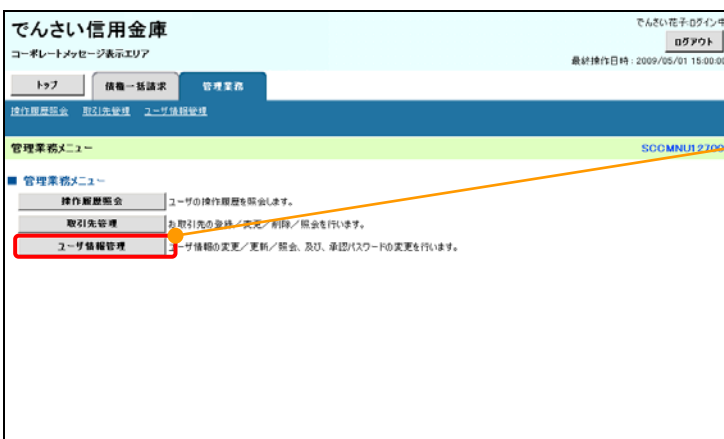 でんさい信用金庫
コーポレートメッセージ表示エリア
でんさい花子:ログイン中
ログアウト
最終操作日時：2009/05/01 15:00:00
トップ
債権一括請求
管理業務
操作履歴照会 取引先管理 ユーザ情報管理
管理業務メニュー
SCCMNU12700
■ 管理業務メニュー
操作履歴照会 ユーザの操作履歴を照会します。
取引先管理 お取引先の登録／変更／削除／照会を行います。
ユーザ情報管理 ユーザ情報の変更／更新／照会、及び、承認パスワードの変更を行います。